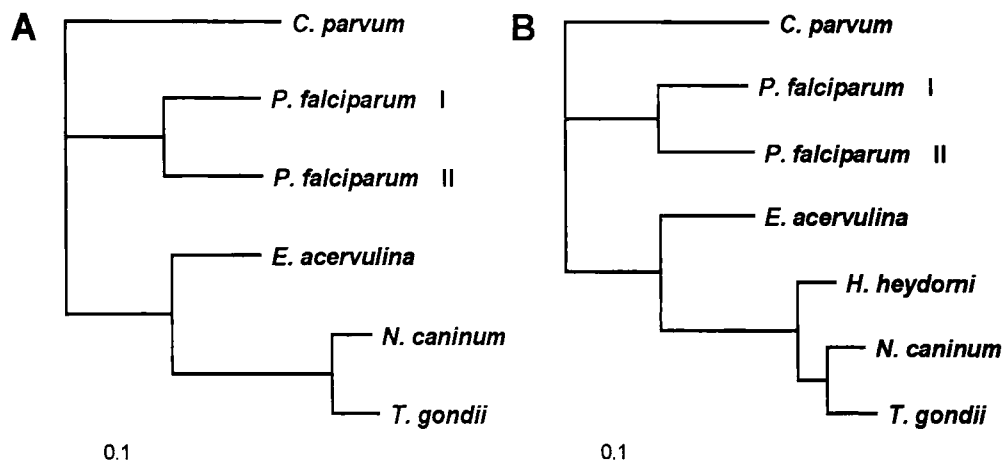 A
C. parvum
P. falciparum I
P. falciparum II
E. acervulina
N. caninum
T. gondii
0.1
B
C. parvum
P. falciparum I
P. falciparum II
E. acervulina
H. heydorni
N. caninum
T. gondii
0.1